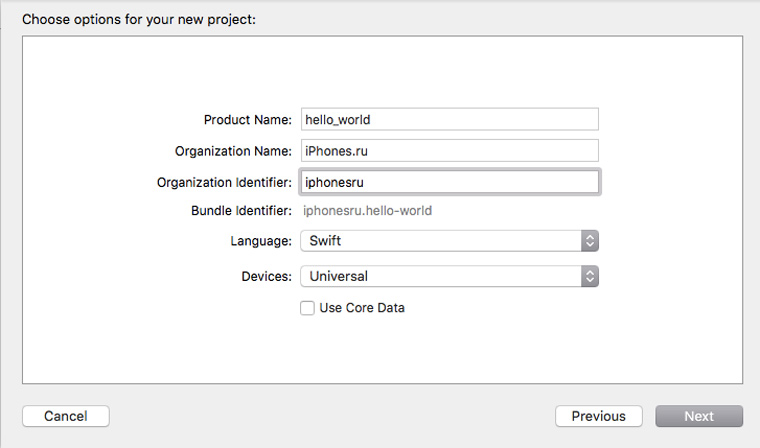 Choose options for your new project:
Product Name: hello_world
Organization Name: iPhones.ru
Organization Identifier: iphonesru
Bundle Identifier: iphonesru.hello-world
Language: Swift
Devices: Universal
Use Core Data
Cancel Previous Next